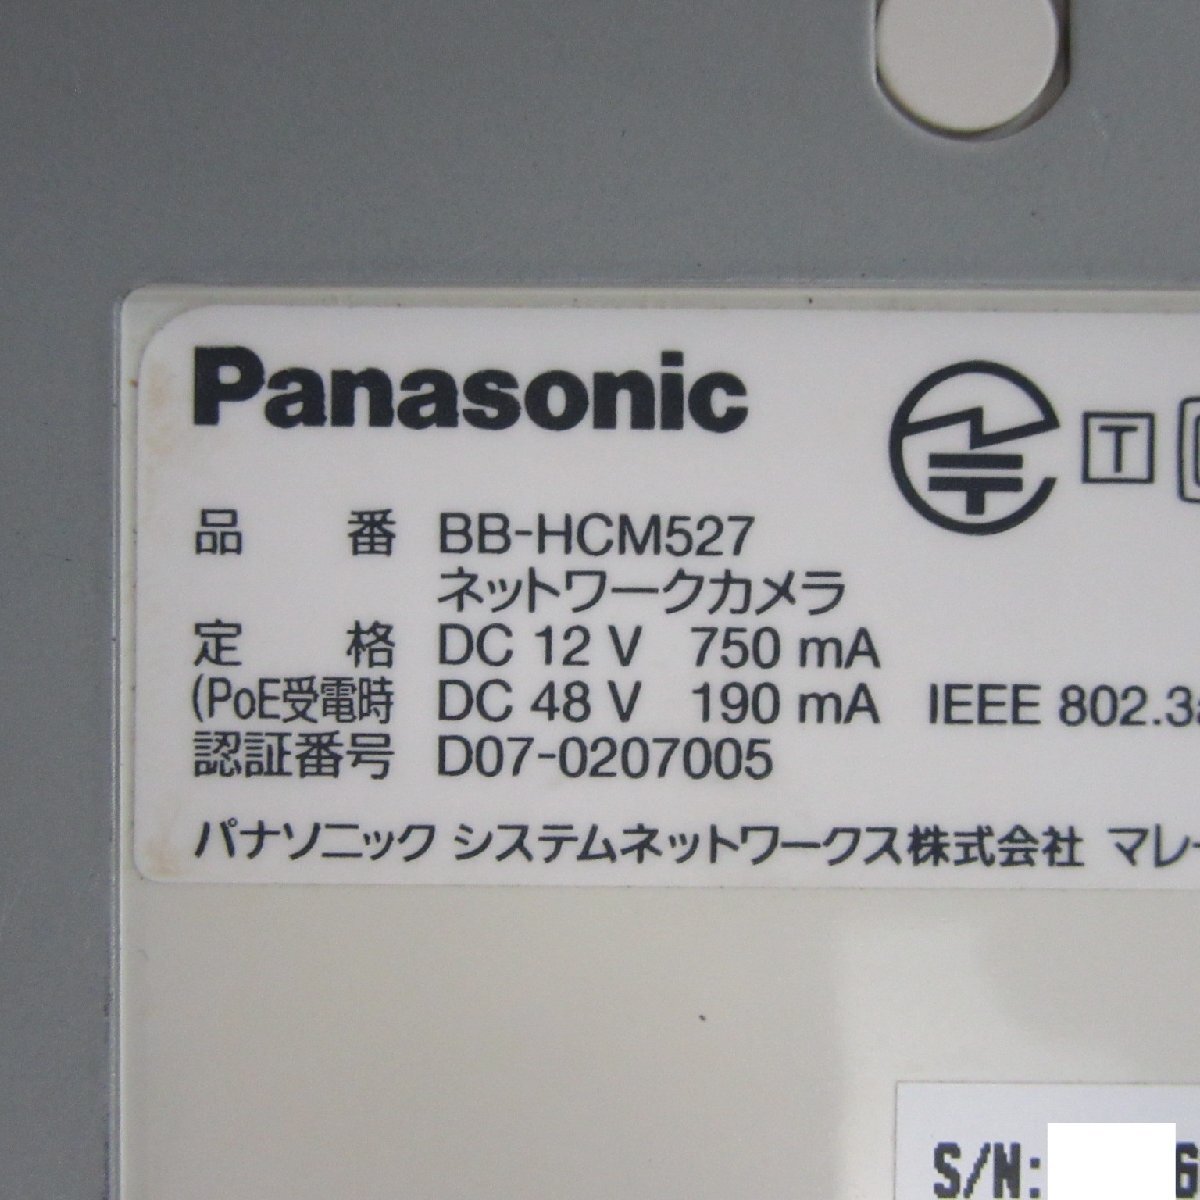 Panasonic
T
品番 BB-HCM527
ネットワークカメラ
定格 DC 12 V 750 mA
(PoE受電時 DC 48 V 190 mA IEEE 802.3
認証番号 D07-0207005
パナソニック システムネットワークス株式会社 マレ
S/N: 6